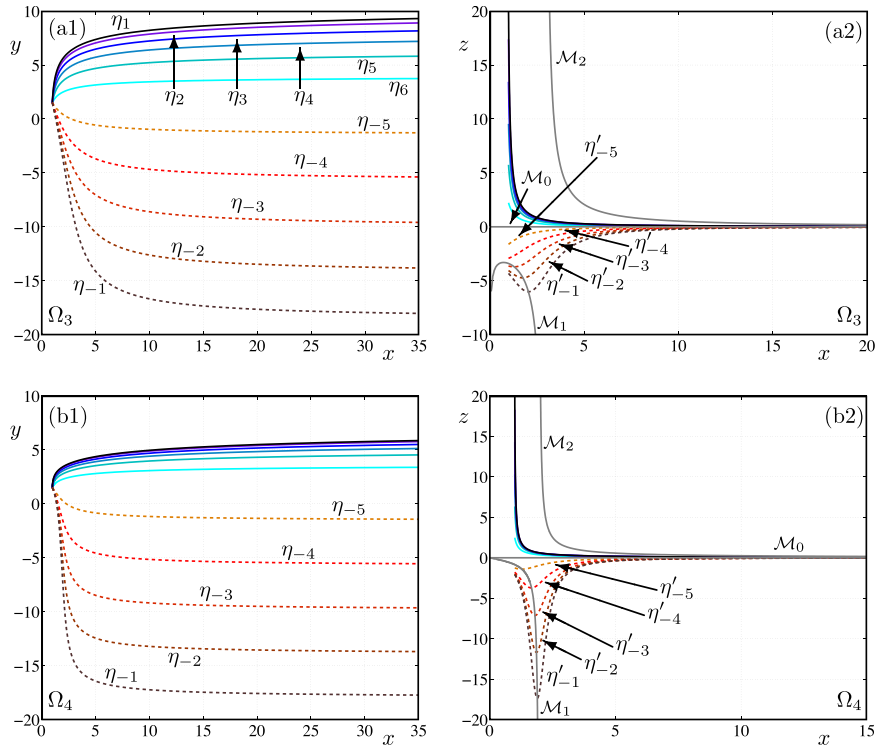 (a1)
y
10
5
0
−5
−10
−15
−20
η₁
η₂
η₃
η₄
η₅
η₆
η₋₅
η₋₄
η₋₃
η₋₂
η₋₁
Ω₃
0 5 10 15 20 25 30 35
x
(a2)
z
20
15
10
5
0
−5
−10
ℳ₂
ℳ₀
η′₋₅
η′₋₄
η′₋₃
η′₋₂
η′₋₁
ℳ₁
Ω₃
0 5 10 15 20
x
(b1)
y
10
5
0
−5
−10
−15
−20
η₋₅
η₋₄
η₋₃
η₋₂
η₋₁
Ω₄
0 5 10 15 20 25 30 35
x
(b2)
z
20
15
10
5
0
−5
−10
−15
−20
ℳ₂
ℳ₀
η′₋₅
η′₋₄
η′₋₃
η′₋₂
η′₋₁
ℳ₁
Ω₄
0 5 10 15
x